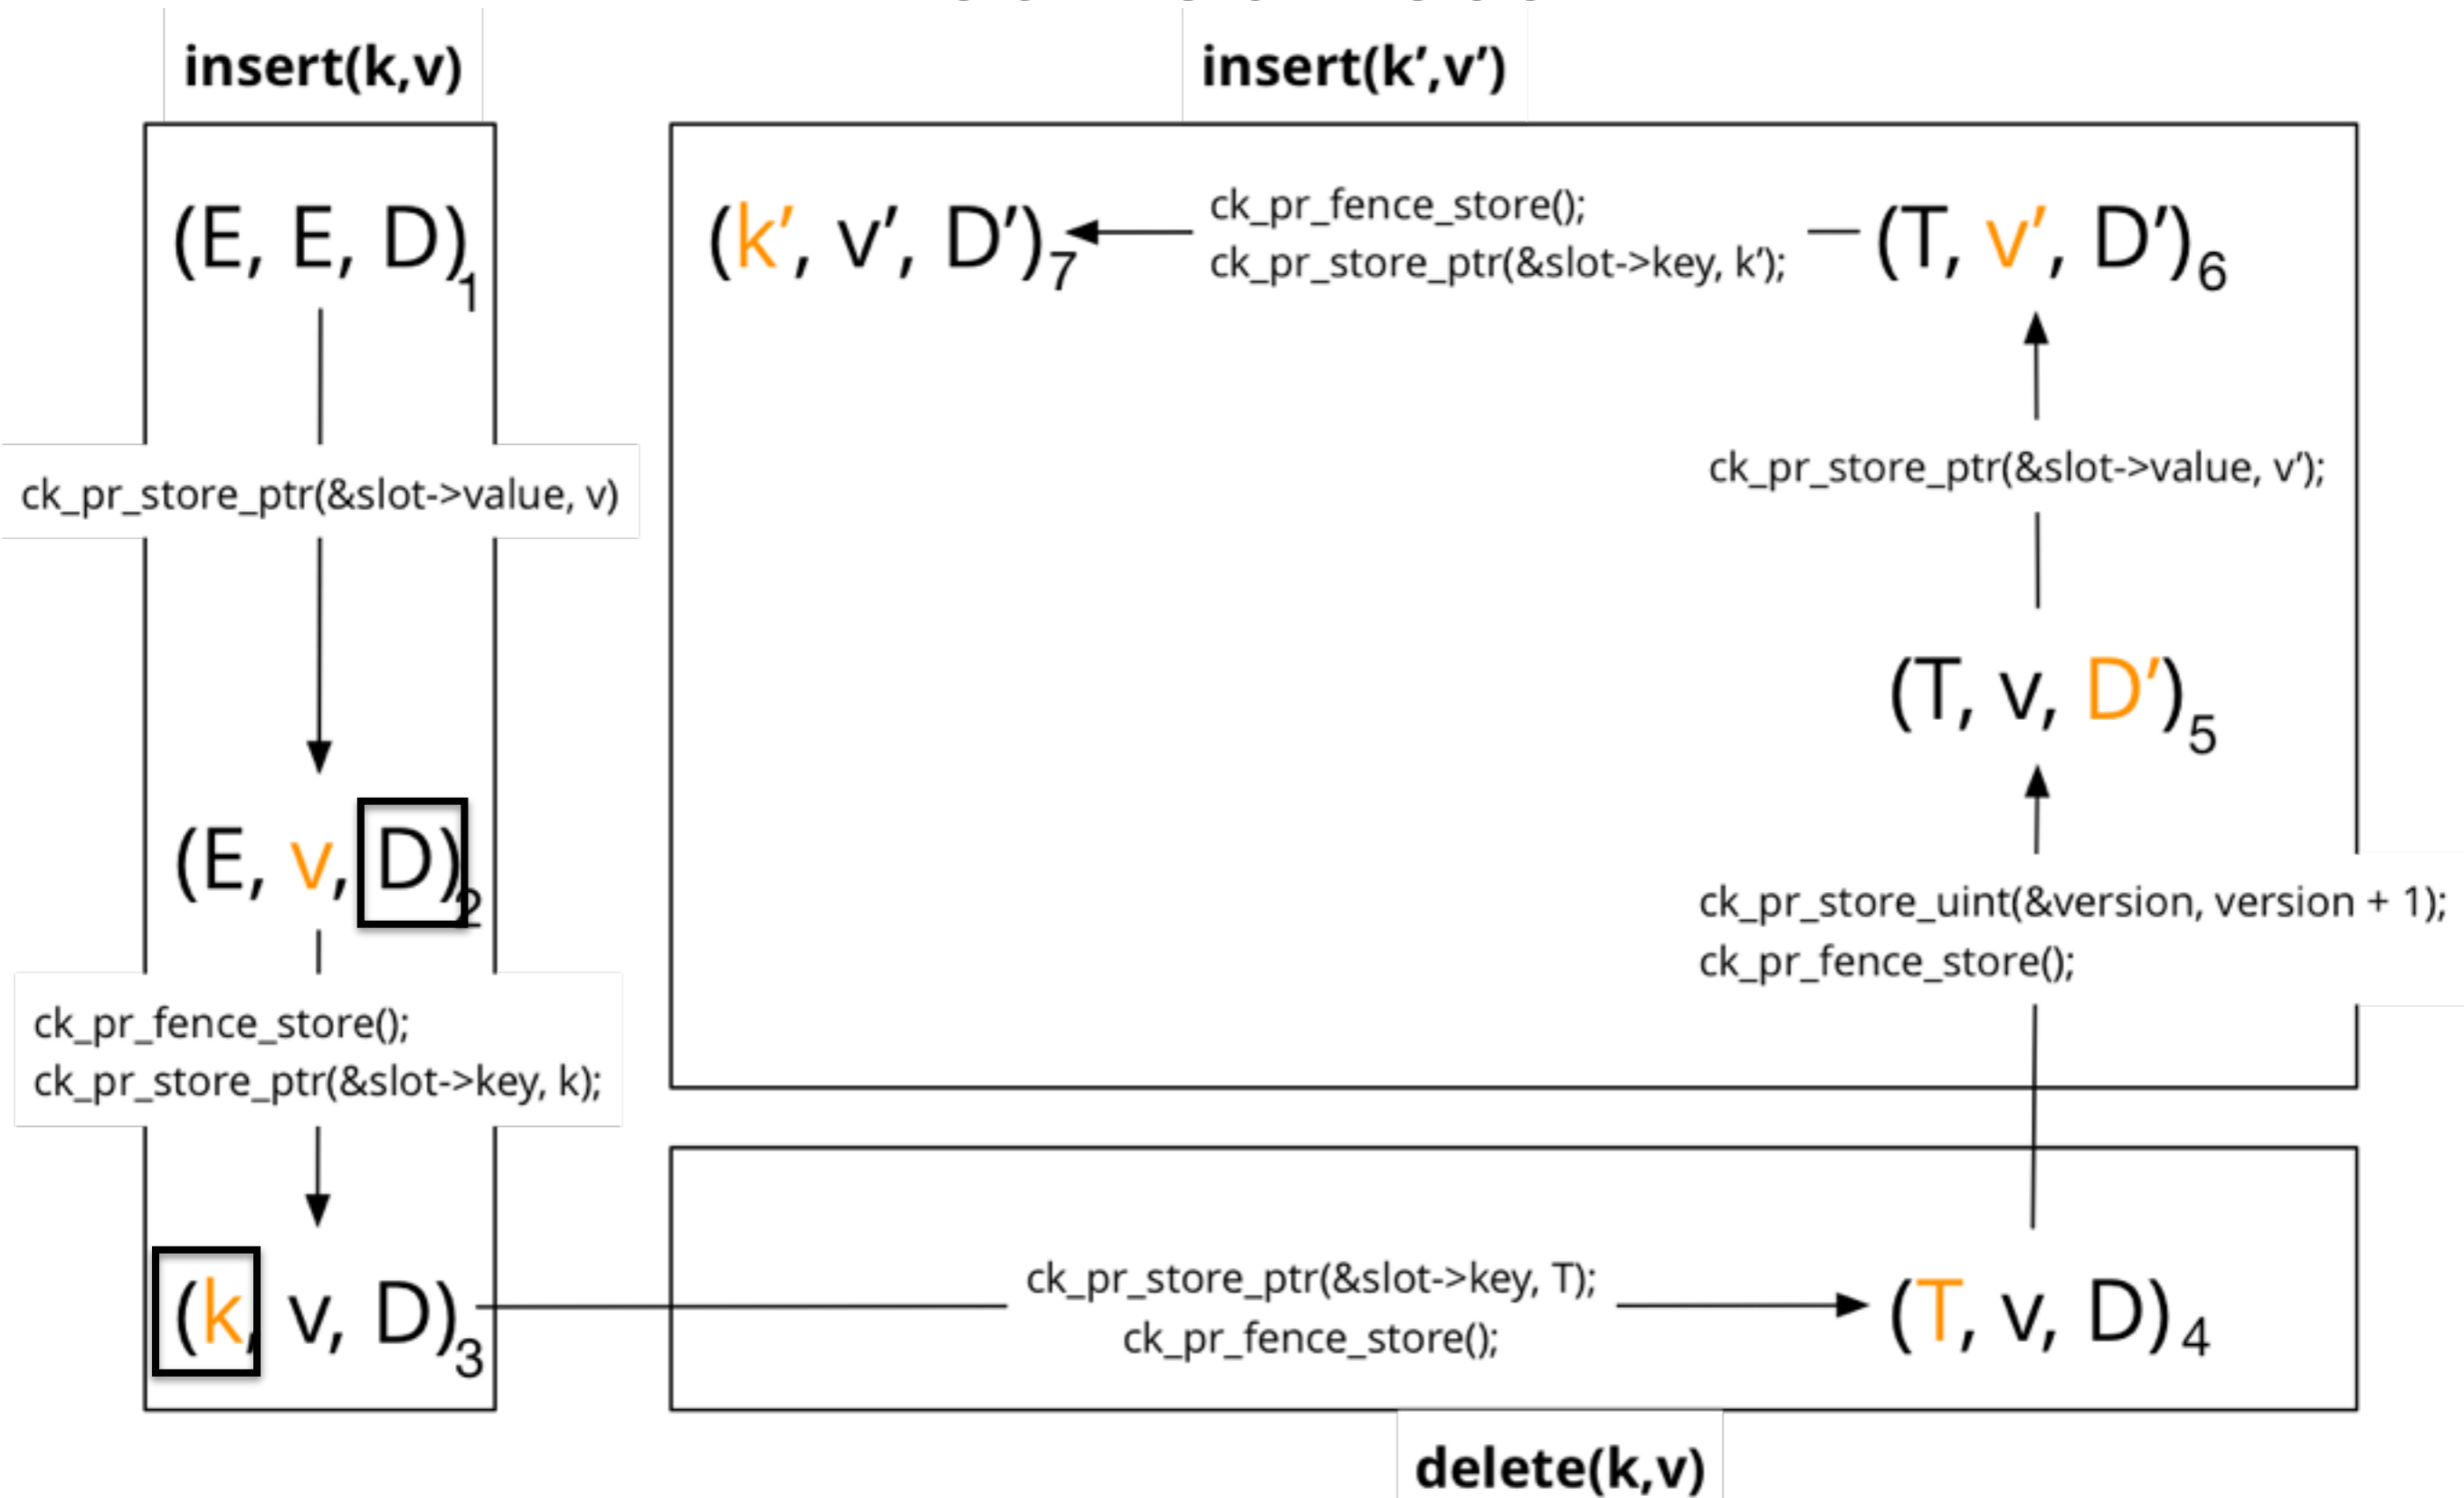 insert(k,v)
(E, E, D)1
ck_pr_store_ptr(&slot->value, v)
(E, v, D)2
ck_pr_fence_store();
ck_pr_store_ptr(&slot->key, k);
(k, v, D)3
ck_pr_store_ptr(&slot->key, T);
ck_pr_fence_store();
(T, v, D)4
delete(k,v)
ck_pr_store_uint(&version, version + 1);
ck_pr_fence_store();
(T, v, D’)5
ck_pr_store_ptr(&slot->value, v’);
(T, v’, D’)6
ck_pr_fence_store();
ck_pr_store_ptr(&slot->key, k’);
(k’, v’, D’)7
insert(k’,v’)